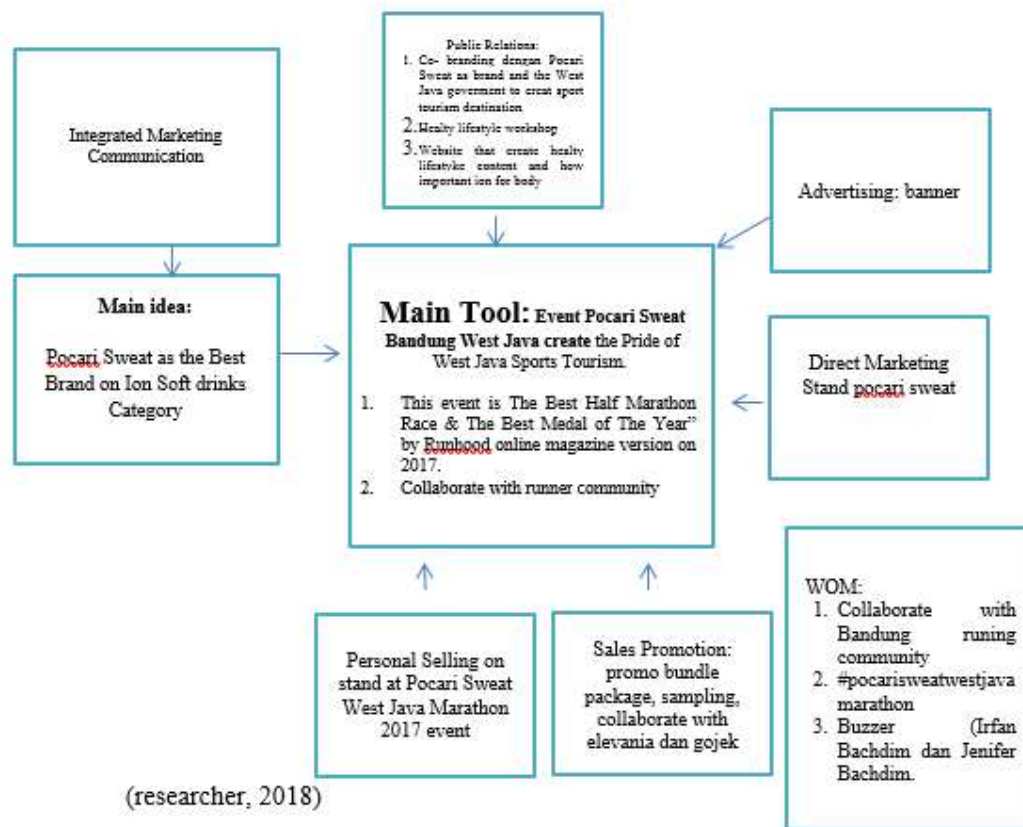 Public Relations:
1. Co- branding dengan Pocari
Sweat as brand and the West
Java goverment to creat sport
tourism destination
2. Healty lifestyle workshop
3. Website that create healty
lifestyke content and how
important ion for body
Integrated Marketing
Communication
Advertising: banner
Main idea:
Pocari Sweat as the Best
Brand on Ion Soft drinks
Category
Main Tool: Event Pocari Sweat
Bandung West Java create the Pride of
West Java Sports Tourism.
1. This event is The Best Half Marathon
Race & The Best Medal of The Year”
by Runhood online magazine version on
2017.
2. Collaborate with runner community
Direct Marketing
Stand pocari sweat
Personal Selling on
stand at Pocari Sweat
West Java Marathon
2017 event
Sales Promotion:
promo bundle
package, sampling,
collaborate with
elevania dan gojek
WOM:
1. Collaborate with
Bandung runing
community
2. #pocarisweatwestjava
marathon
3. Buzzer (Irfan
Bachdim dan Jenifer
Bachdim.
(researcher, 2018)